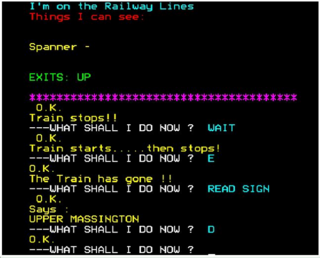 I'm on the Railway Lines
Things I can see:
Spanner -
EXITS: UP
****************************************
O.K.
Train stops!!
---WHAT SHALL I DO NOW ? WAIT
O.K.
Train starts.....then stops!
---WHAT SHALL I DO NOW ? E
O.K.
The Train has gone !!
---WHAT SHALL I DO NOW ? READ SIGN
O.K.
Says :
UPPER MASSINGTON
---WHAT SHALL I DO NOW ? D
O.K.
---WHAT SHALL I DO NOW ? _